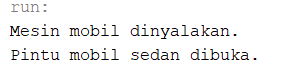 run:
Mesin mobil dinyalakan.
Pintu mobil sedan dibuka.